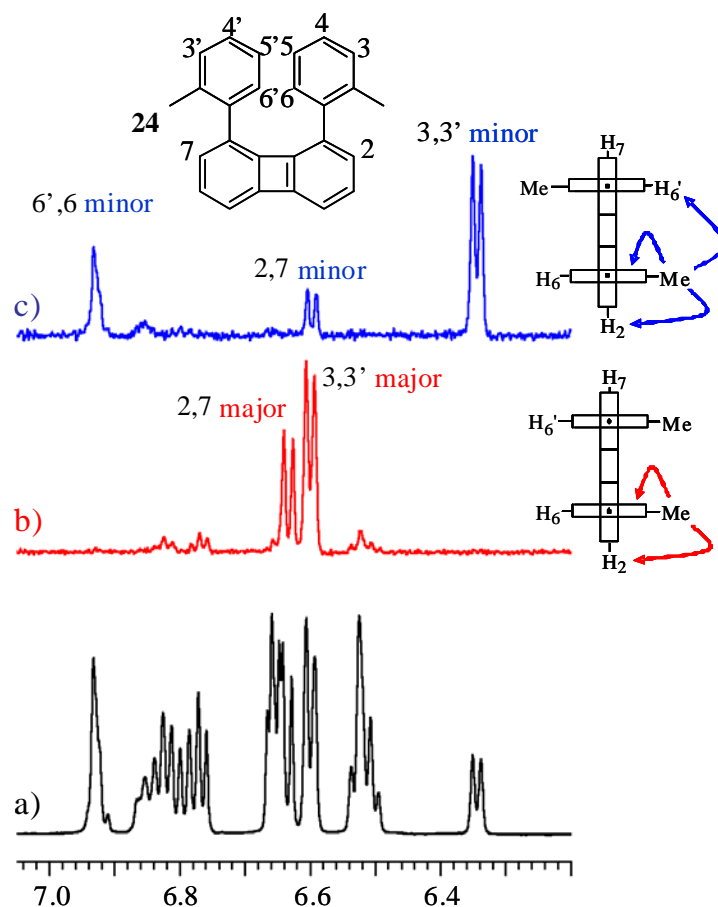 4' 4
3' 5'5 3
6'6
24
7 2
3,3' minor
H7
Me H6'
6',6 minor
2,7 minor
H6 Me
c)
H2
3,3' major
2,7 major
H7
H6' Me
b)
H6 Me
H2
a)
7.0 6.8 6.6 6.4